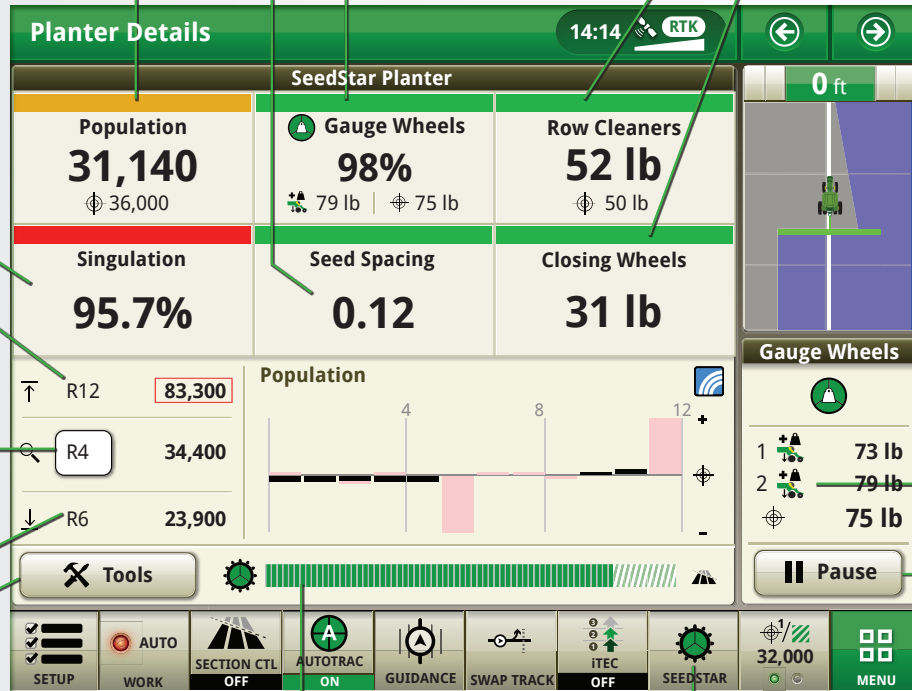 Planter Details
14:14 RTK
SeedStar Planter
Population
31,140
36,000
Gauge Wheels
98%
79 lb
75 lb
Row Cleaners
52 lb
50 lb
Singulation
95.7%
Seed Spacing
0.12
Closing Wheels
31 lb
R12 83,300
R4 34,400
R6 23,900
Population
4 8 12
+
-
Tools
0 ft
Gauge Wheels
1 73 lb
2 79 lb
75 lb
Pause
SETUP
AUTO
WORK
SECTION CTL
OFF
A
AUTOTRAC
ON
GUIDANCE
SWAP TRACK
3
2
1
iTEC
OFF
SEEDSTAR
1/
32,000
MENU